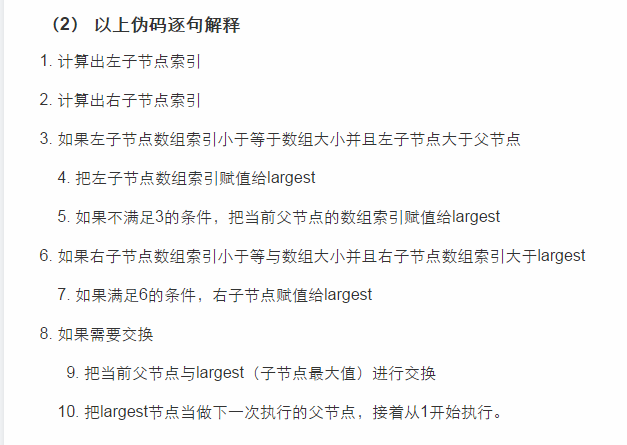 （2） 以上伪码逐句解释
1. 计算出左子节点索引
2. 计算出右子节点索引
3. 如果左子节点数组索引小于等于数组大小并且左子节点大于父节点
4. 把左子节点数组索引赋值给largest
5. 如果不满足3的条件，把当前父节点的数组索引赋值给largest
6. 如果右子节点数组索引小于等与数组大小并且右子节点数组索引大于largest
7. 如果满足6的条件，右子节点赋值给largest
8. 如果需要交换
9. 把当前父节点与largest（子节点最大值）进行交换
10. 把largest节点当做下一次执行的父节点，接着从1开始执行。